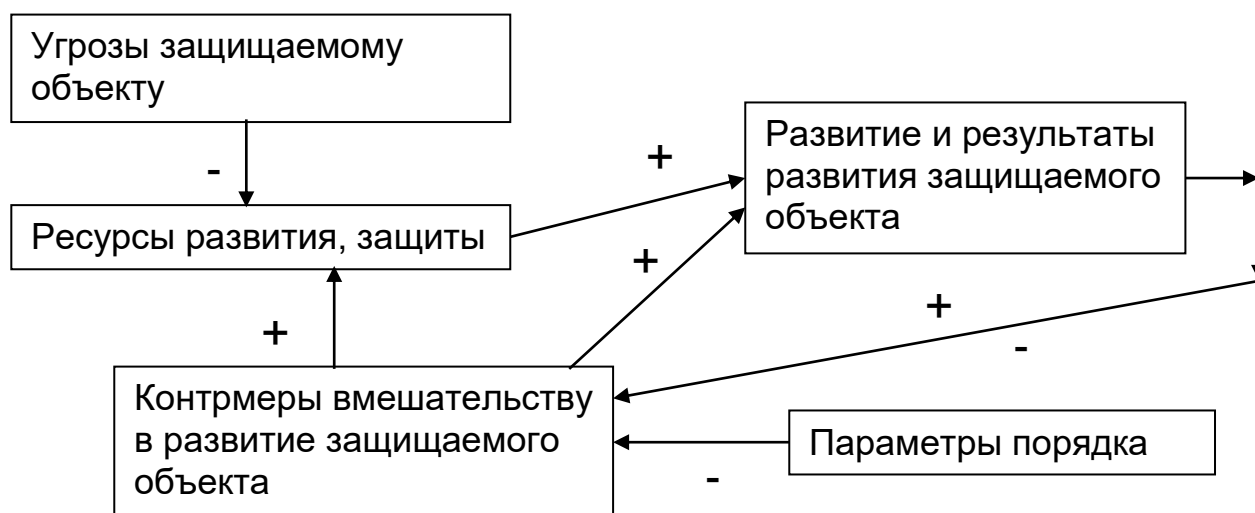 Угрозы защищаемому
объекту
-
+
Развитие и результаты
развития защищаемого
объекта
Ресурсы развития, защиты
+
+
+
-
Контрмеры вмешательству
в развитие защищаемого
объекта
Параметры порядка
-